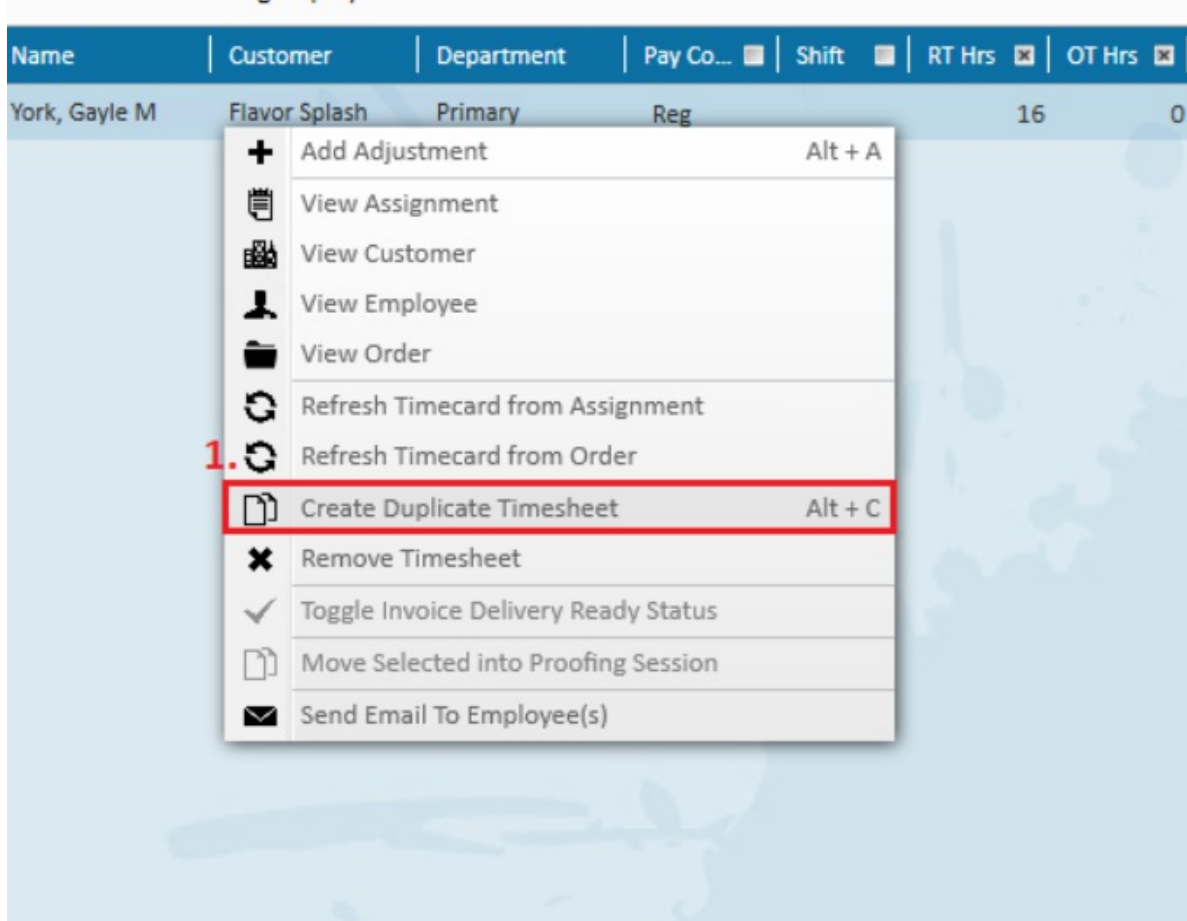 Name Customer Department Pay Co... Shift RT Hrs OT Hrs
York, Gayle M Flavor Splash Primary Reg 16 0
Add Adjustment Alt + A
View Assignment
View Customer
View Employee
View Order
Refresh Timecard from Assignment
1. Refresh Timecard from Order
Create Duplicate Timesheet Alt + C
Remove Timesheet
Toggle Invoice Delivery Ready Status
Move Selected into Proofing Session
Send Email To Employee(s)